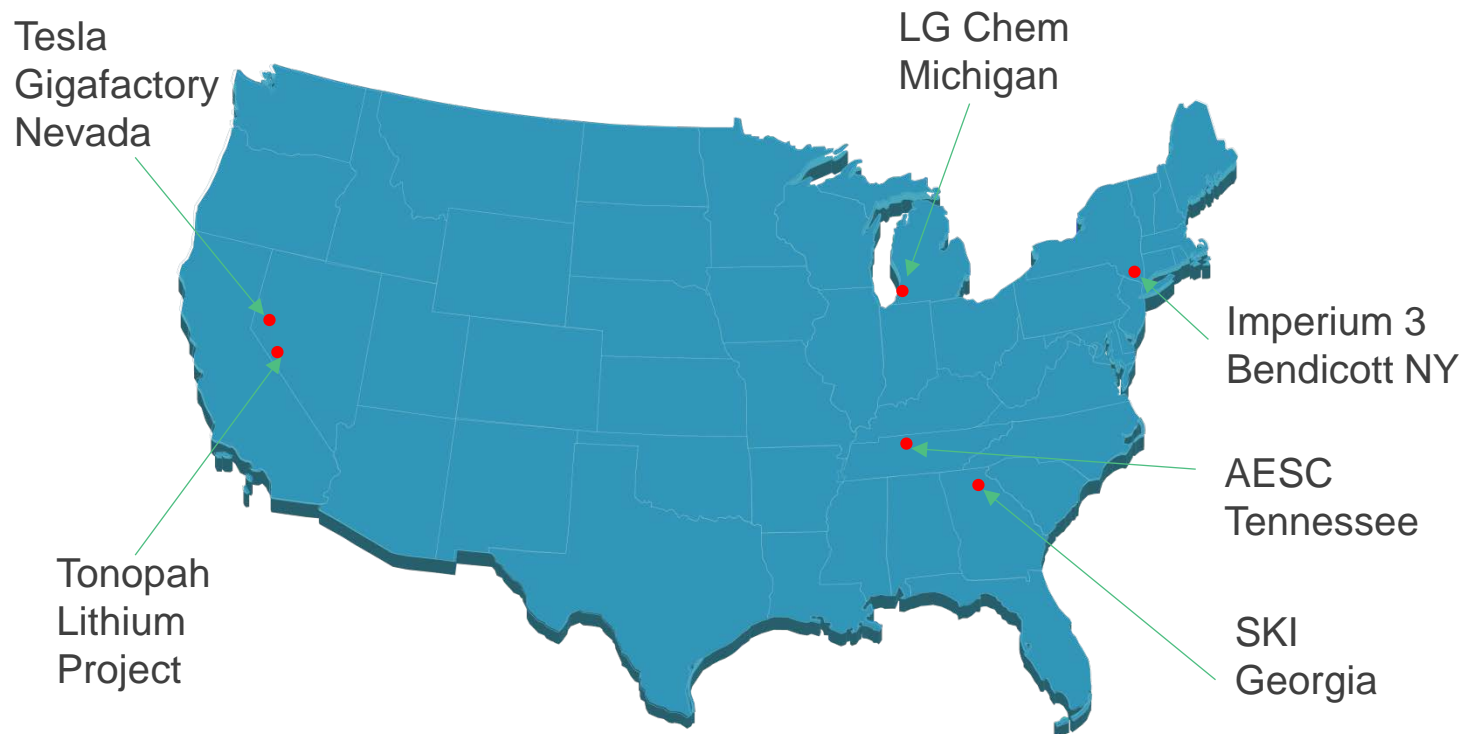 Tesla
Gigafactory
Nevada
LG Chem
Michigan
Imperium 3
Bendicott NY
AESC
Tennessee
Tonopah
Lithium
Project
SKI
Georgia